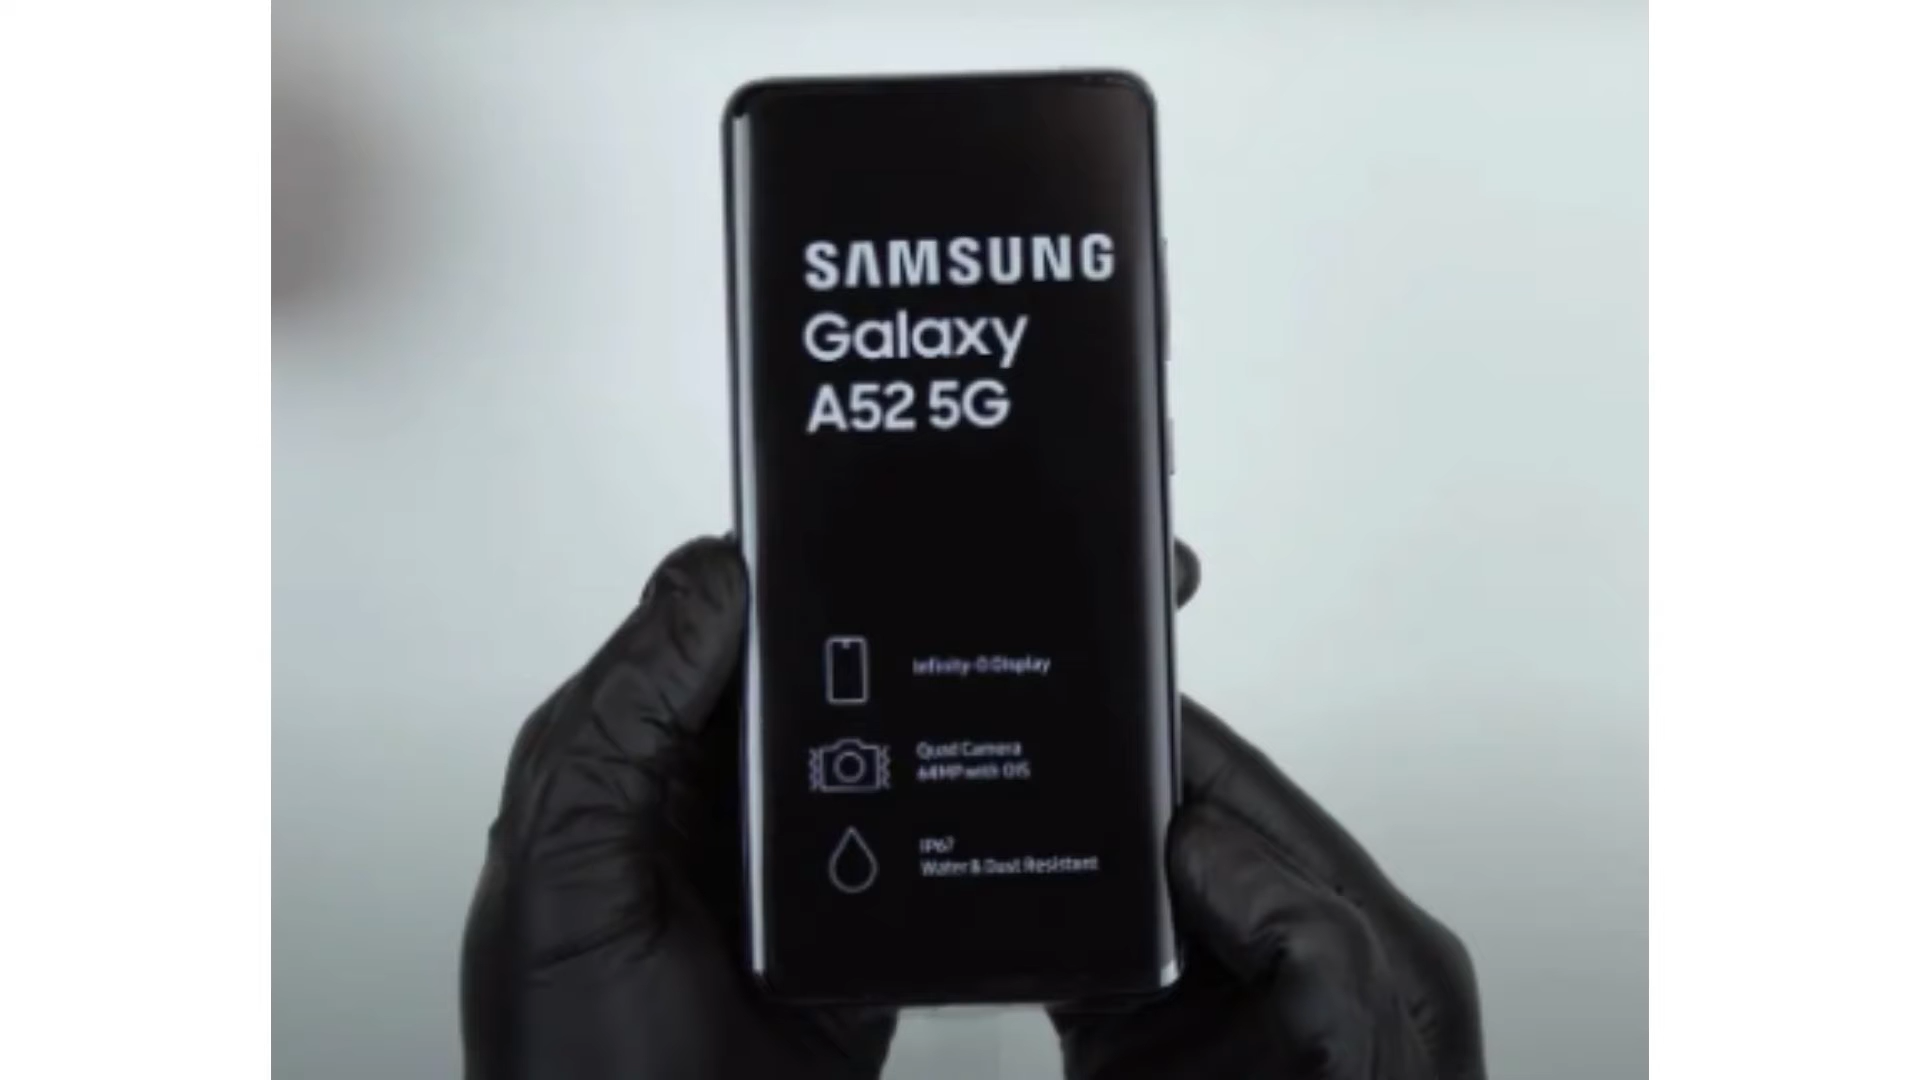 SAMSUNG
Galaxy
A52 5G
Infinity-O Display
Quad Camera
64MP with OIS
IP67
Water & Dust Resistant